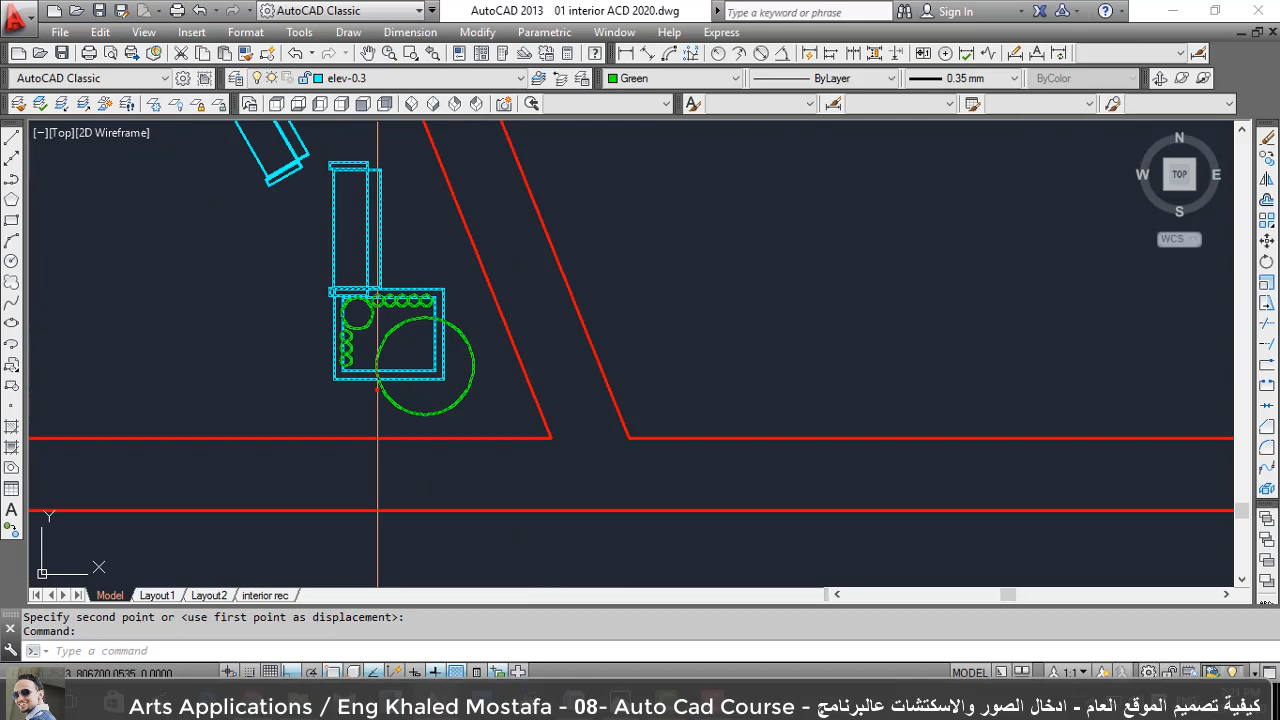 AutoCAD Classic
AutoCAD 2013 01 interior ACD 2020.dwg
Type a keyword or phrase
Sign In
File Edit View Insert Format Tools Draw Dimension Modify Parametric Window Help Express
AutoCAD Classic
elev-0.3
Green
ByLayer
0.35 mm
ByColor
[−][Top][2D Wireframe]
N
W TOP E
S
WCS
Y
X
Model Layout1 Layout2 interior rec
Specify second point or <use first point as displacement>:
Command:
Type a command
MODEL
1:1
Arts Applications / Eng Khaled Mostafa - 08- Auto Cad Course - كيفية تصميم الموقع العام - ادخال الصور والاسكتشات عالبرنامج